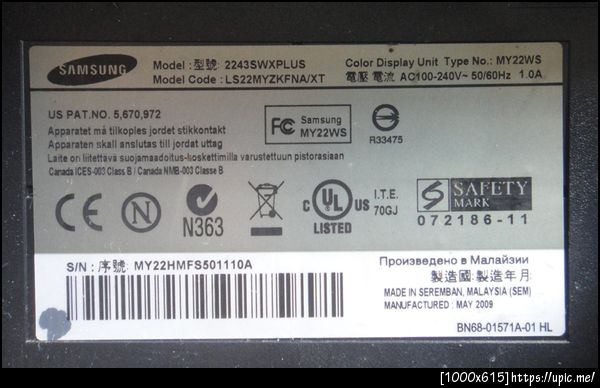 SAMSUNG
Model : 型號: 2243SWXPLUS
Model Code : LS22MYZKFNA/XT
Color Display Unit Type No.: MY22WS
電壓 電流 AC100-240V~ 50/60Hz 1.0A
US PAT.NO. 5,670,972
Apparatet må tilkoples jordet stikkontakt
Apparaten skall anslutas till jordat uttag
Laite on liitettävä suojamaadoitus-koskettimilla varustettuun pistorasiaan
Canada ICES-003 Class B / Canada NMB-003 Classe B
FC Samsung
MY22WS
R33475
CE
N
N363
C UL US
LISTED
I.T.E.
70GJ
S SAFETY
MARK
072186-11
S/N : 序號: MY22HMFS501110A
Произведено в Малайзии
製造國:製造年月:
MADE IN SEREMBAN, MALAYSIA (SEM)
MANUFACTURED : MAY 2009
BN68-01571A-01 HL
[1000x615]https://upic.me/